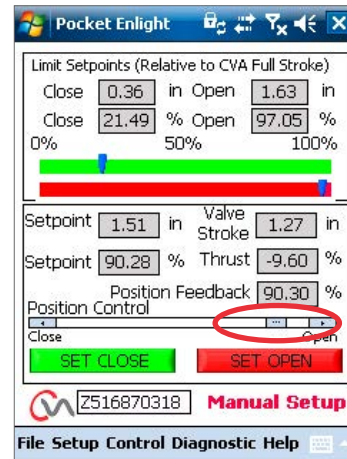 Pocket Enlight
Limit Setpoints (Relative to CVA Full Stroke)
Close 0.36 in Open 1.63 in
Close 21.49 % Open 97.05 %
0% 50% 100%
Setpoint 1.51 in Valve Stroke 1.27 in
Setpoint 90.28 % Thrust -9.60 %
Position Feedback 90.30 %
Position Control
Close Open
SET CLOSE SET OPEN
Z516870318 Manual Setup
File Setup Control Diagnostic Help